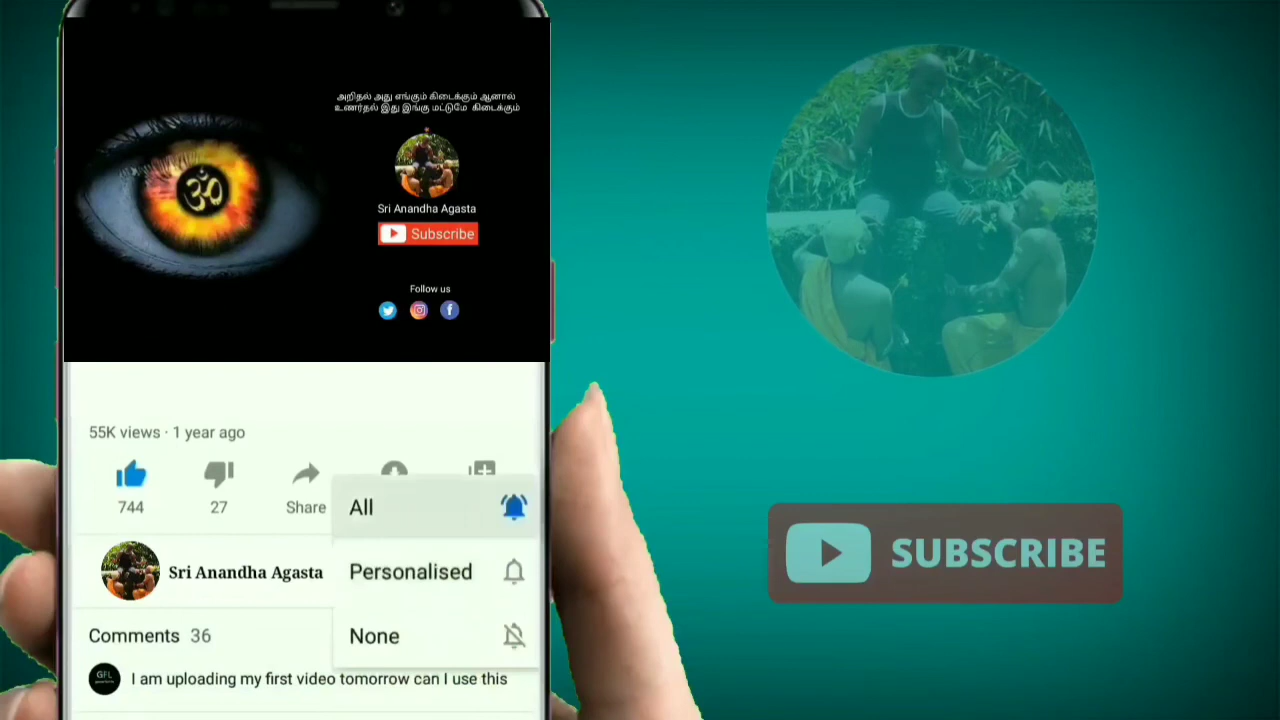 அறிதல் அது எங்கும் கிடைக்கும் ஆனால்
உணர்தல் இது இங்கு மட்டுமே கிடைக்கும்
ॐ
Sri Anandha Agasta
Subscribe
Follow us
55K views · 1 year ago
744
27
Share
All
Personalised
None
Sri Anandha Agasta
Comments 36
GFL
I am uploading my first video tomorrow can I use this
SUBSCRIBE